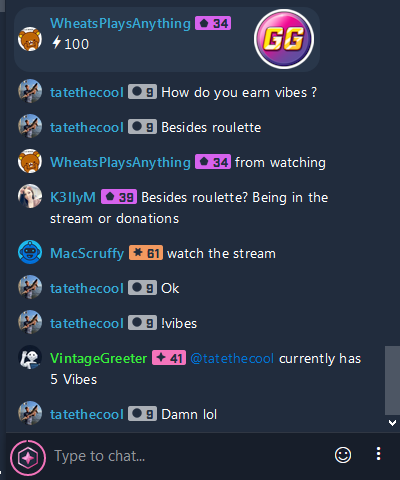 WheatsPlaysAnything 34
100
GG
tatethecool 9 How do you earn vibes ?
tatethecool 9 Besides roulette
WheatsPlaysAnything 34 from watching
K3llyM 39 Besides roulette? Being in the
stream or donations
MacScruffy 61 watch the stream
tatethecool 9 Ok
tatethecool 9 !vibes
VintageGreeter 41 @tatethecool currently has
5 Vibes
tatethecool 9 Damn lol
Type to chat...